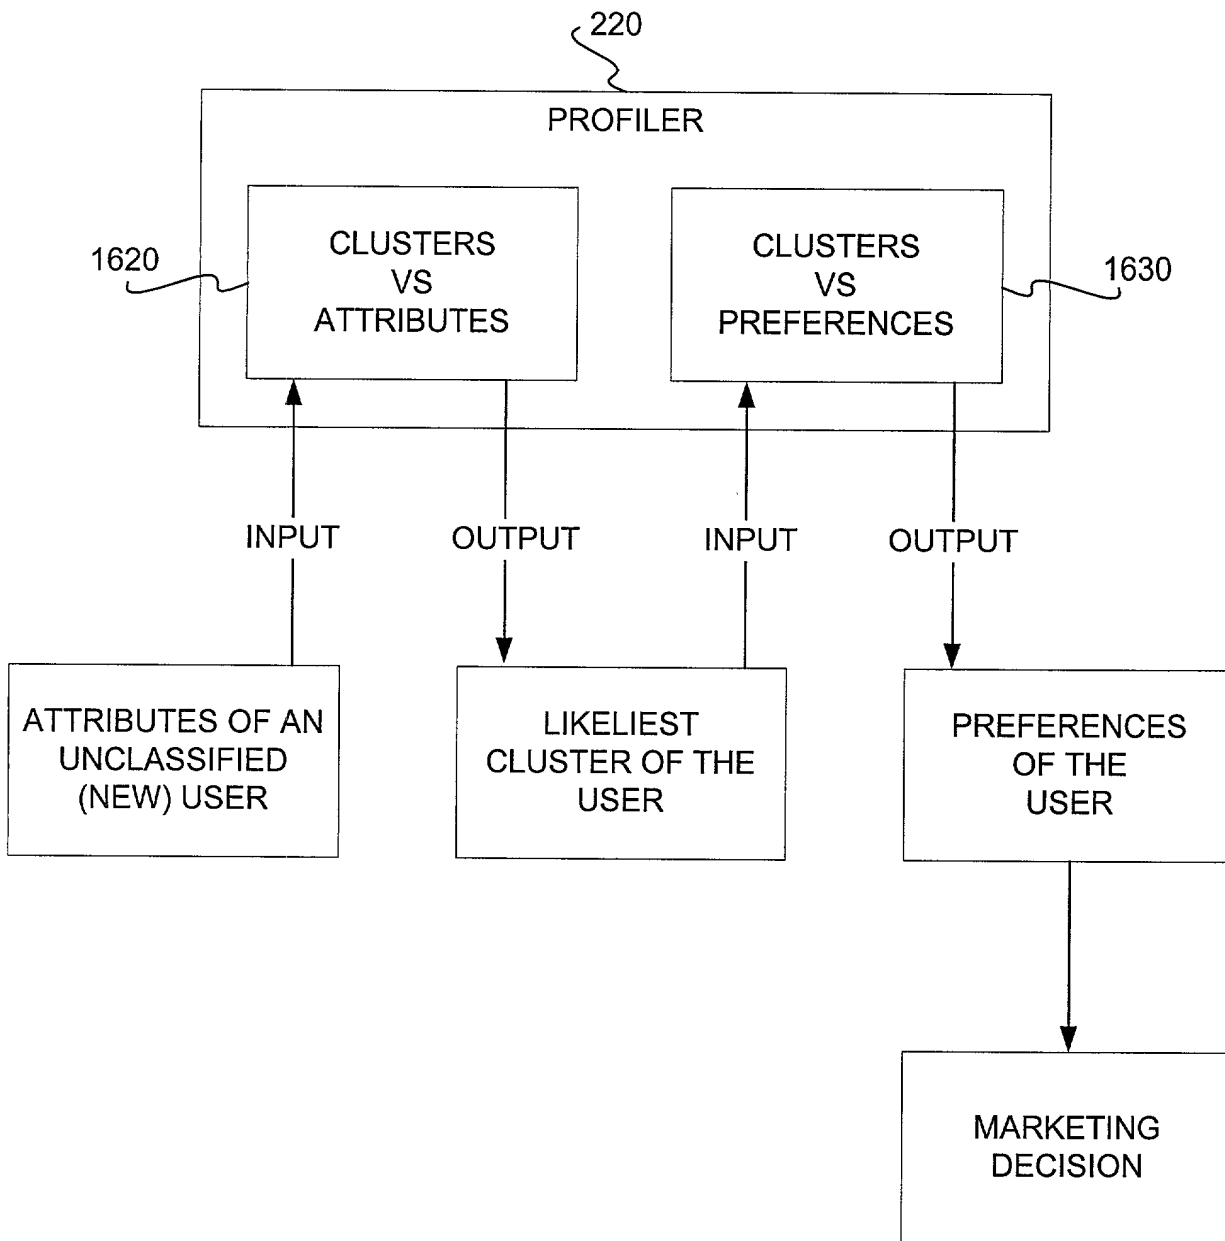 220
PROFILER
CLUSTERS
VS
ATTRIBUTES
CLUSTERS
VS
PREFERENCES
1620
1630
INPUT
OUTPUT
INPUT
OUTPUT
ATTRIBUTES OF AN
UNCLASSIFIED
(NEW) USER
LIKELIEST
CLUSTER OF THE
USER
PREFERENCES
OF THE
USER
MARKETING
DECISION